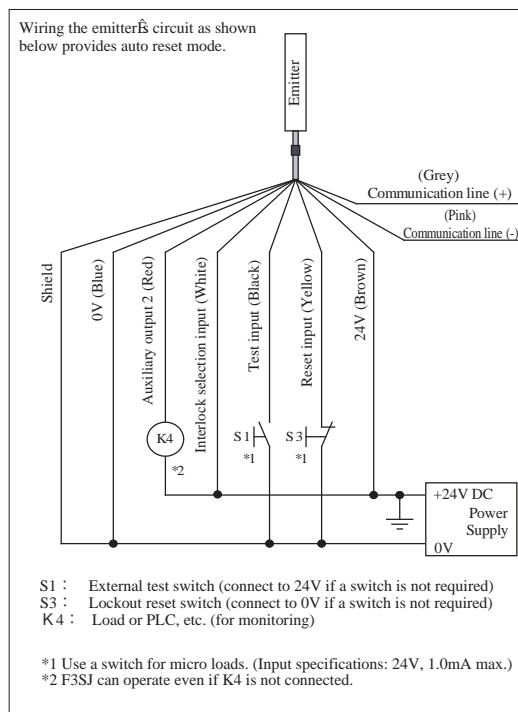 Wiring the emitterÊs circuit as shown
below provides auto reset mode.
Emitter
(Grey)
Communication line (+)
(Pink)
Communication line (-)
Shield
0V (Blue)
Auxiliary output 2 (Red)
Interlock selection input (White)
Test input (Black)
Reset input (Yellow)
24V (Brown)
K4
*2
S1
*1
S3
*1
+24V DC
Power
Supply
0V
S1 : External test switch (connect to 24V if a switch is not required)
S3 : Lockout reset switch (connect to 0V if a switch is not required)
K4 : Load or PLC, etc. (for monitoring)
*1 Use a switch for micro loads. (Input specifications: 24V, 1.0mA max.)
*2 F3SJ can operate even if K4 is not connected.